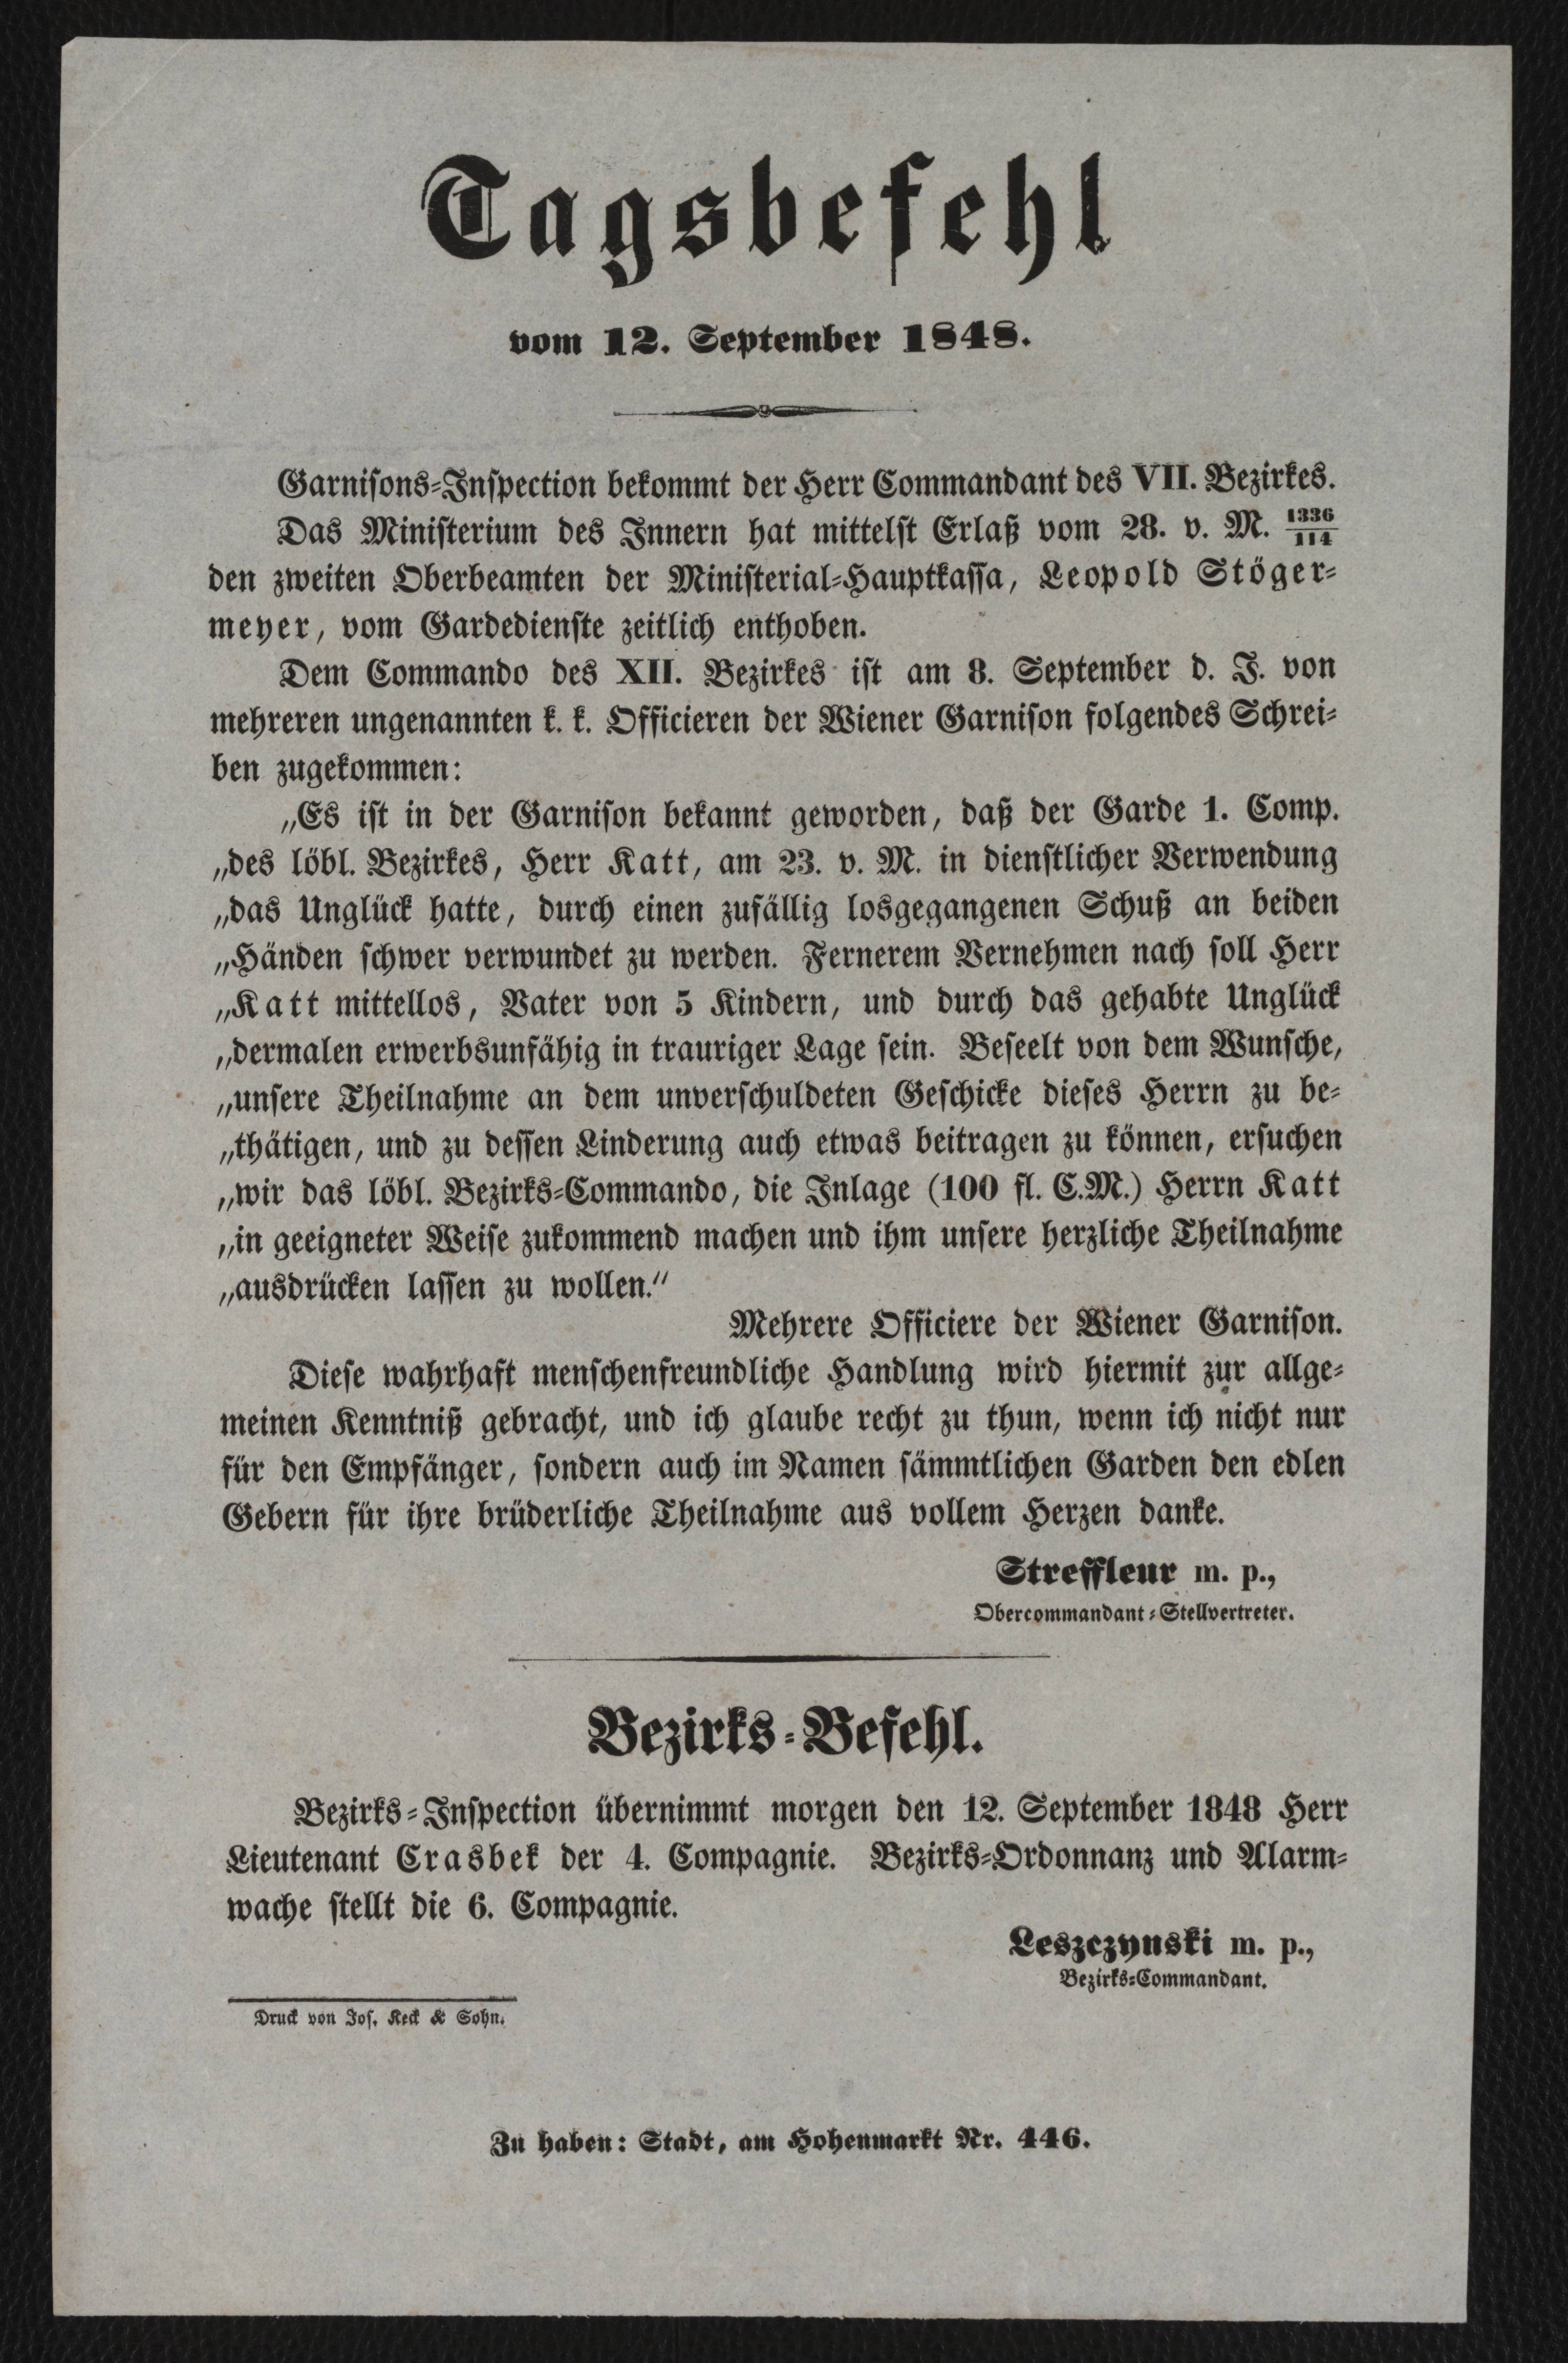 Tagsbefehl
vom 12. September 1848.
Garnisons-Inspection bekommt der Herr Commandant des VII. Bezirkes.
Das Ministerium des Innern hat mittelst Erlaß vom 28. v. M. 1336/114
den zweiten Oberbeamten der Ministerial-Hauptkassa, Leopold Stöger-
meyer, vom Gardedienste zeitlich enthoben.
Dem Commando des XII. Bezirkes ist am 8. September d. J. von
mehreren ungenannten k. k. Officieren der Wiener Garnison folgendes Schrei-
ben zugekommen:
„Es ist in der Garnison bekannt geworden, daß der Garde 1. Comp.
„des löbl. Bezirkes, Herr Katt, am 23. v. M. in dienstlicher Verwendung
„das Unglück hatte, durch einen zufällig losgegangenen Schuß an beiden
„Händen schwer verwundet zu werden. Fernerem Vernehmen nach soll Herr
„Katt mittellos, Vater von 5 Kindern, und durch das gehabte Unglück
„dermalen erwerbsunfähig in trauriger Lage sein. Beseelt von dem Wunsche,
„unsere Theilnahme an dem unverschuldeten Geschicke dieses Herrn zu be-
„thätigen, und zu dessen Linderung auch etwas beitragen zu können, ersuchen
„wir das löbl. Bezirks-Commando, die Inlage (100 fl. C.M.) Herrn Katt
„in geeigneter Weise zukommend machen und ihm unsere herzliche Theilnahme
„ausdrücken lassen zu wollen.“
Mehrere Officiere der Wiener Garnison.
Diese wahrhaft menschenfreundliche Handlung wird hiermit zur allge-
meinen Kenntniß gebracht, und ich glaube recht zu thun, wenn ich nicht nur
für den Empfänger, sondern auch im Namen sämmtlichen Garden den edlen
Gebern für ihre brüderliche Theilnahme aus vollem Herzen danke.
Streffleur m. p.,
Obercommandant-Stellvertreter.
Bezirks-Befehl.
Bezirks-Inspection übernimmt morgen den 12. September 1848 Herr
Lieutenant Crasbek der 4. Compagnie. Bezirks-Ordonnanz und Alarm-
wache stellt die 6. Compagnie.
Leszczynski m. p.,
Bezirks-Commandant.
Druck von Jos. Keck & Sohn.
Zu haben: Stadt, am Hohenmarkt Nr. 446.